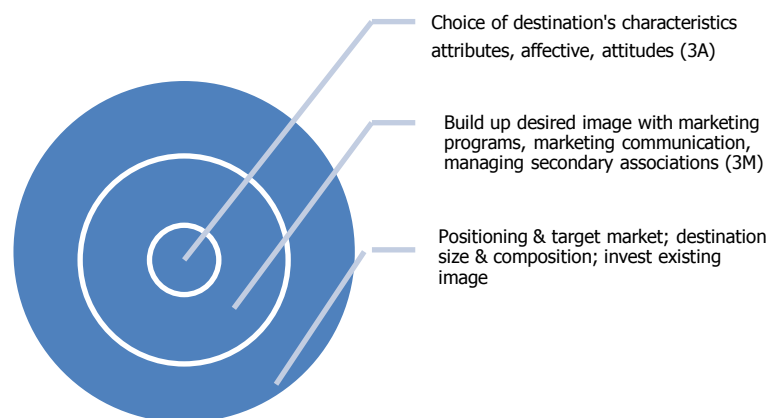 Choice of destination's characteristics
attributes, affective, attitudes (3A)
Build up desired image with marketing
programs, marketing communication,
managing secondary associations (3M)
Positioning & target market; destination
size & composition; invest existing
image